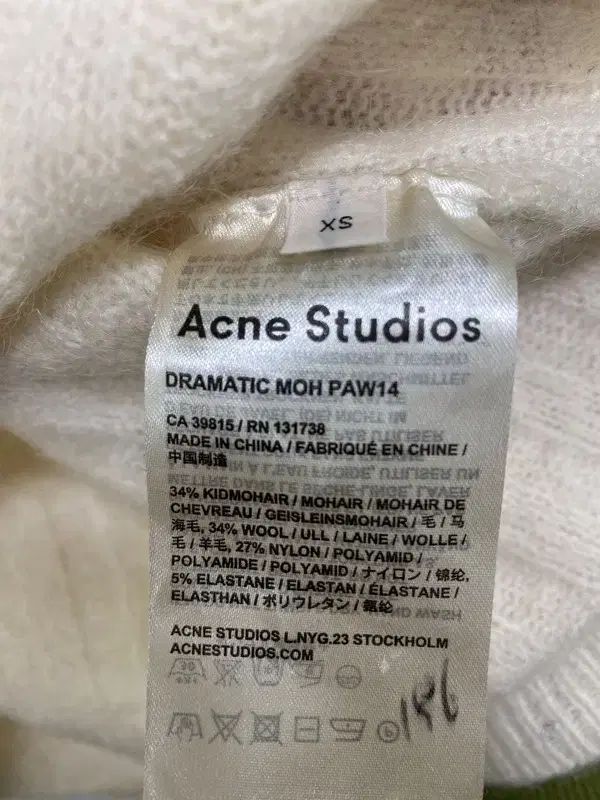 XS
Acne Studios
DRAMATIC MOH PAW14
CA 39815 / RN 131738
MADE IN CHINA / FABRIQUÉ EN CHINE /
中国制造
34% KIDMOHAIR / MOHAIR / MOHAIR DE
CHEVREAU / GEISLEINSMOHAIR / 毛 / 马
海毛, 34% WOOL / ULL / LAINE / WOLLE /
毛 / 羊毛, 27% NYLON / POLYAMID /
POLYAMIDE / POLYAMID / ナイロン / 锦纶,
5% ELASTANE / ELASTAN / ÉLASTANE /
ELASTHAN / ポリウレタン / 氨纶
ACNE STUDIOS L.NYG.23 STOCKHOLM
ACNESTUDIOS.COM